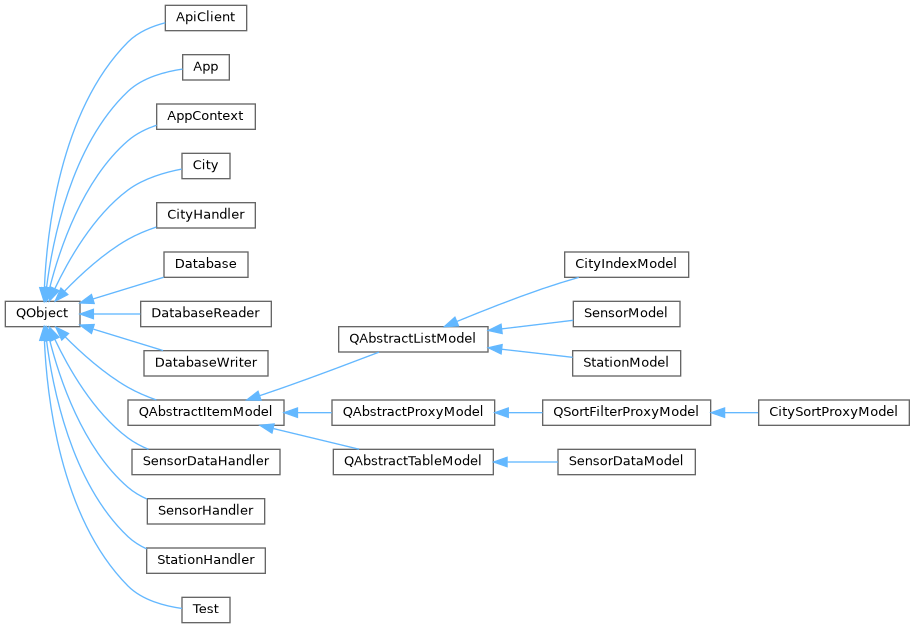 ApiClient
App
AppContext
City
CityHandler
Database
CityIndexModel
QObject
DatabaseReader
SensorModel
QAbstractListModel
DatabaseWriter
StationModel
QAbstractItemModel
QAbstractProxyModel
QSortFilterProxyModel
CitySortProxyModel
SensorDataHandler
QAbstractTableModel
SensorDataModel
SensorHandler
StationHandler
Test